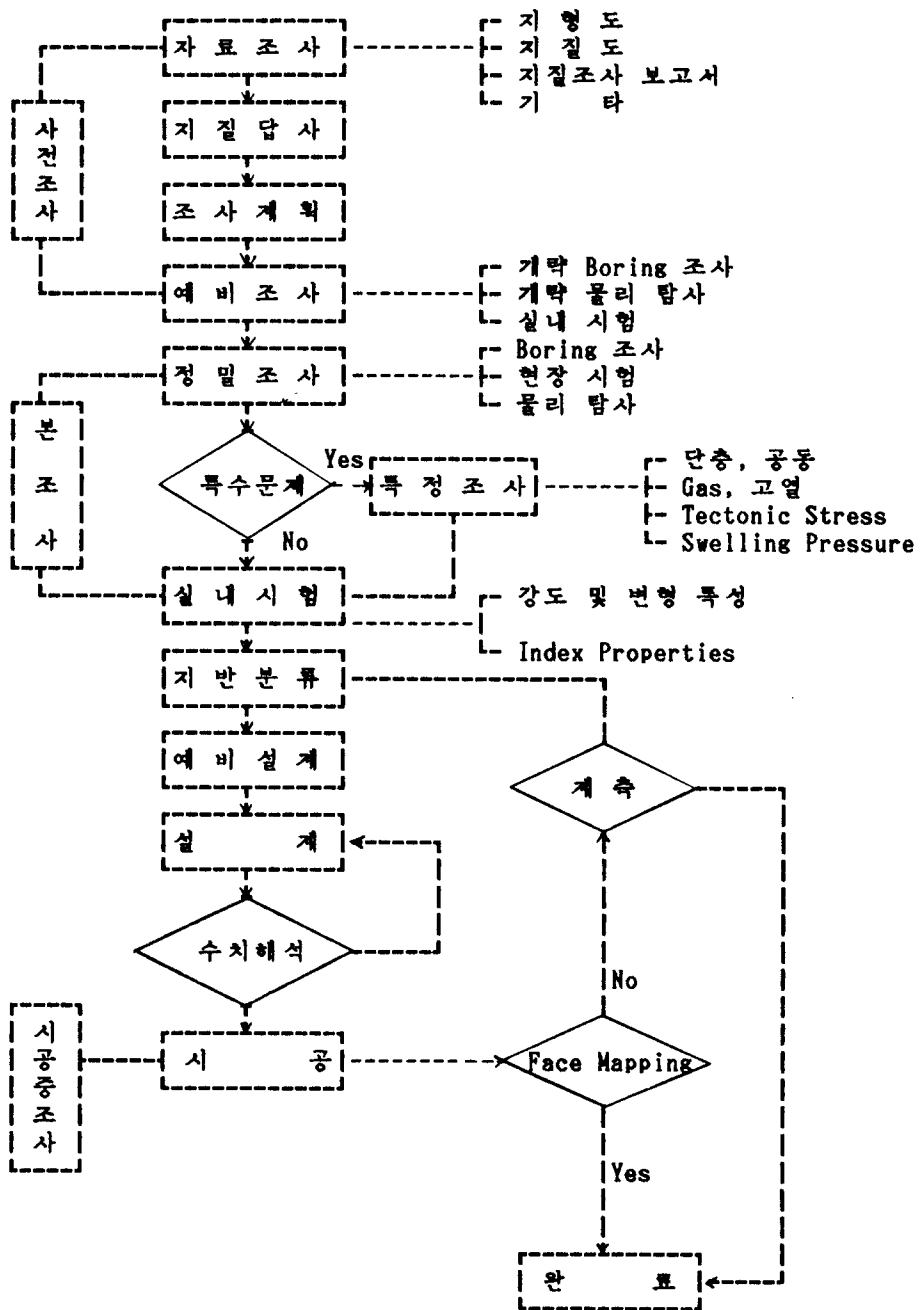 지 형 도
자 료 조 사
지 질 도
지질조사 보고서
기 타
사전조사
지 질 답 사
조 사 계 획
개략 Boring 조사
예 비 조 사
개략 물리 탐사
실내 시험
Boring 조사
정 밀 조 사
현장 시험
물리 탐사
본 조 사
특수문제
Yes
특 정 조 사
단층, 공동
Gas, 고열
Tectonic Stress
Swelling Pressure
No
실 내 시 험
강도 및 변형 특성
Index Properties
지 반 분 류
예 비 설 계
계 측
설 계
수치해석
No
시공중조사
시 공
Face Mapping
Yes
완 료